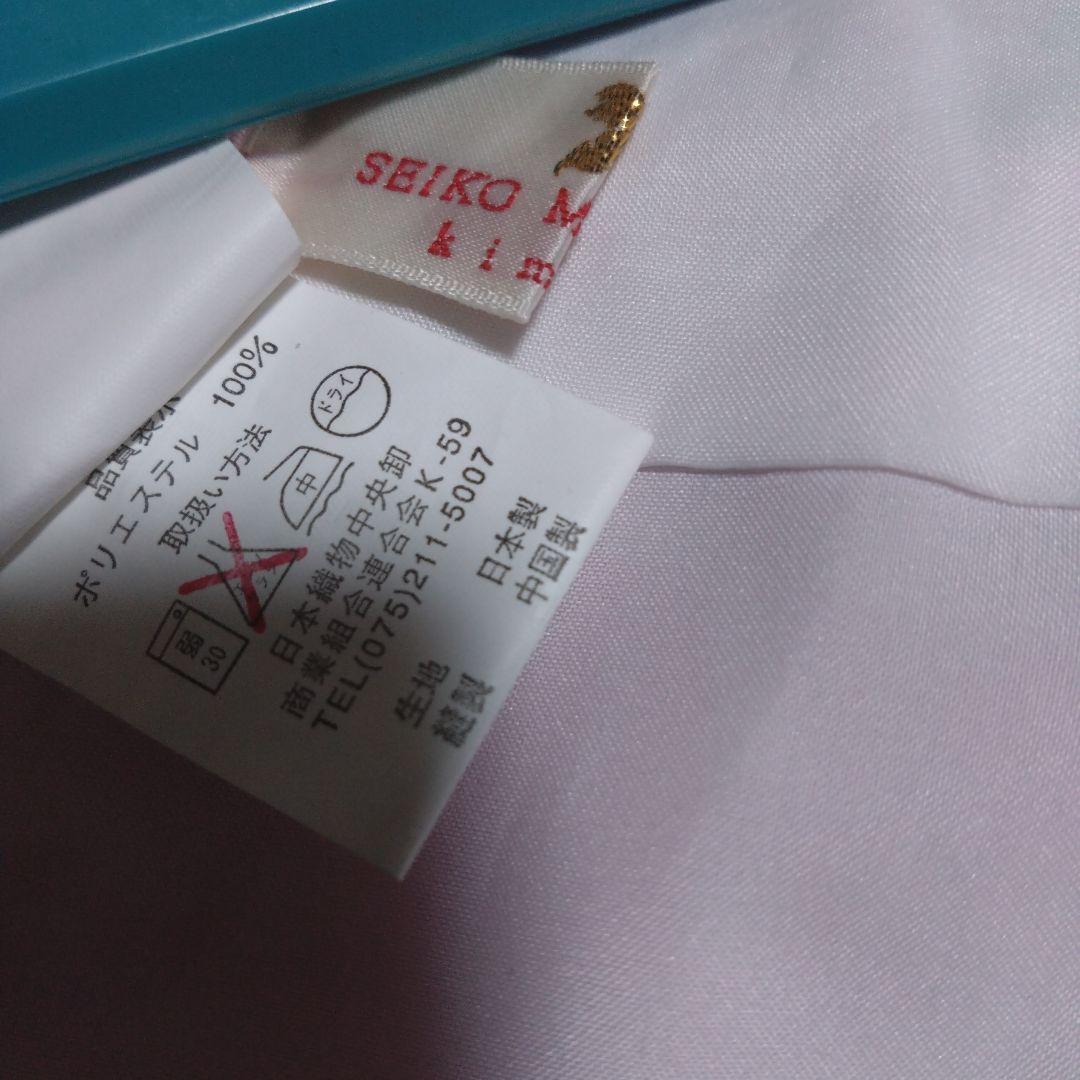 SEIKO M
kim
品質表示
ポリエステル 100%
取扱い方法
弱
30
中
ドライ
日本織物中央卸
商業組合連合会K-59
TEL(075)211-5007
生地 日本製
縫製 中国製